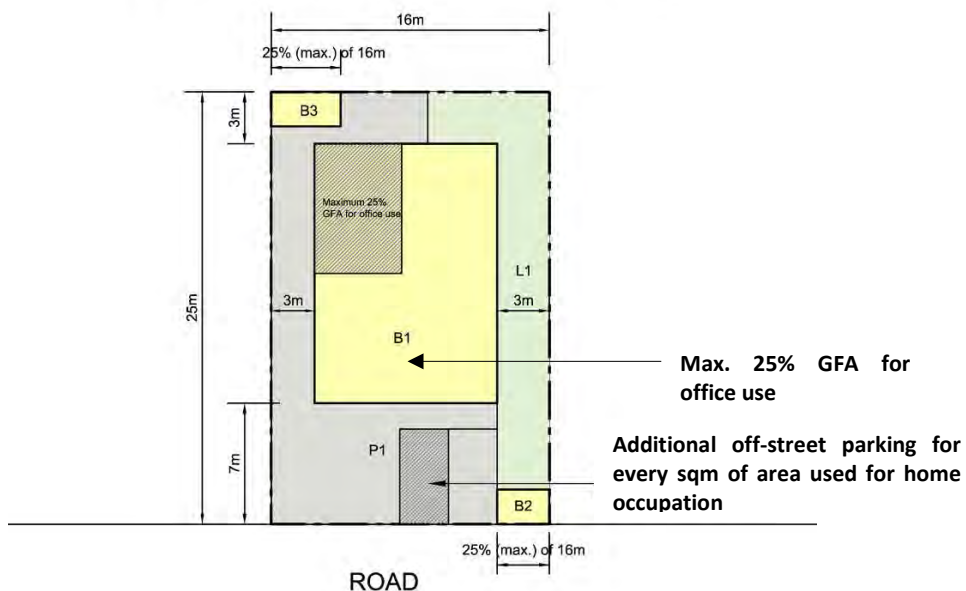 16m
25% (max.) of 16m
B3
3m
Maximum 25%
GFA for office use
L1
25m
3m
3m
B1
Max. 25% GFA for
office use
7m
P1
Additional off-street parking for
every sqm of area used for home
occupation
B2
25% (max.) of 16m
ROAD